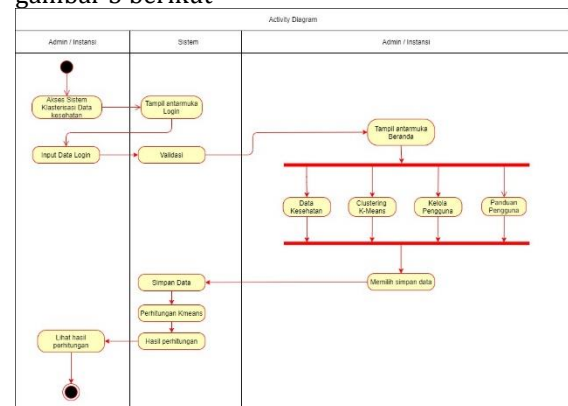 gambar 3 berikut
Activity Diagram
Admin / Instansi
Sistem
Admin / Instansi
Akses Sistem
Klasterisasi Data
kesehatan
Tampil antarmuka
Login
Input Data Login
Validasi
Tampil antarmuka
Beranda
Data
Kesehatan
Clustering
K-Means
Kelola
Pengguna
Panduan
Pengguna
Memilih simpan data
Simpan Data
Perhitungan Kmeans
Hasil perhitungan
Lihat hasil
perhitungan